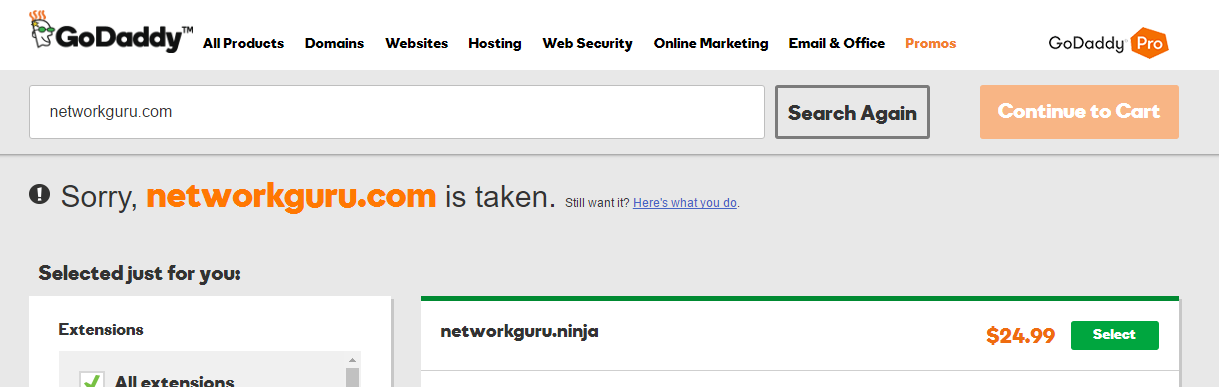 GoDaddy™ All Products Domains Websites Hosting Web Security Online Marketing Email & Office Promos GoDaddy® Pro
networkguru.com Search Again Continue to Cart
Sorry, networkguru.com is taken. Still want it? Here's what you do.
Selected just for you:
Extensions
All extensions
networkguru.ninja $24.99 Select